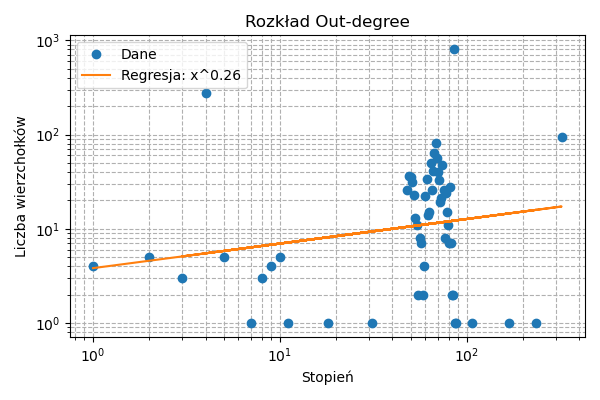 Rozkład Out-degree
Dane
Regresja: x^0.26
Liczba wierzchołków
10^3
10^2
10^1
10^0
10^0 10^1 10^2
Stopień